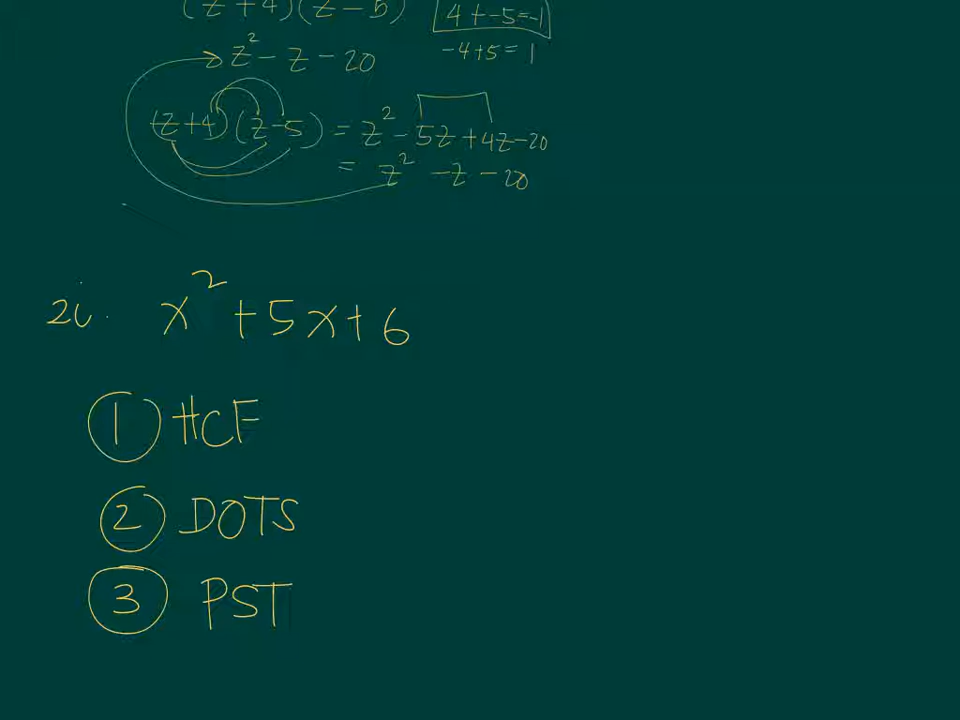 (z+4)(z-5) 4+-5=-1
z² - z - 20 -4+5=1
(z+4)(z-5) = z² - 5z + 4z - 20
= z² - z - 20
2i. x² + 5x + 6
1 HCF
2 DOTS
3 PST